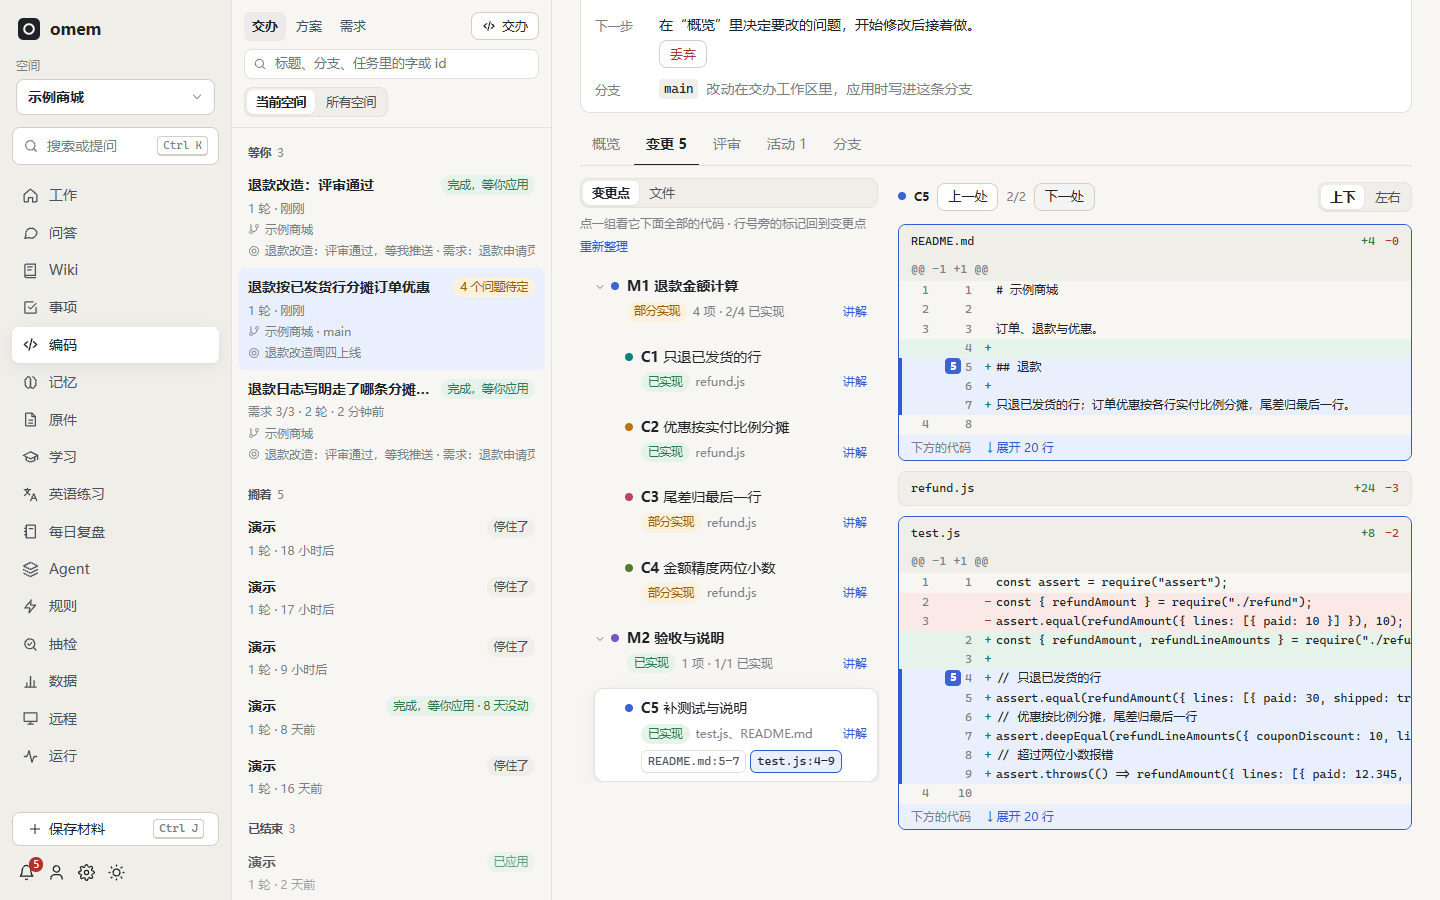 omem
空间
示例商城
搜索或提问 Ctrl K
工作
问答
Wiki
事项
编码
记忆
原件
学习
英语练习
每日复盘
Agent
规则
抽检
数据
远程
运行
保存材料 Ctrl J
5
交办 方案 需求 交办
标题、分支、任务里的字或 id
当前空间 所有空间
等你 3
退款改造：评审通过 完成，等你应用
1 轮 · 刚刚
示例商城
退款改造：评审通过，等我推送 · 需求：退款申请页
退款按已发货行分摊订单优惠 4 个问题待定
1 轮 · 刚刚
示例商城 · main
退款改造周四上线
退款日志写明走了哪条分摊... 完成，等你应用
需求 3/3 · 2 轮 · 2 分钟前
示例商城
退款改造：评审通过，等我推送 · 需求：退款申请页
搁着 5
演示 停住了
1 轮 · 18 小时后
演示 停住了
1 轮 · 17 小时后
演示 停住了
1 轮 · 9 小时后
演示 完成，等你应用 · 8 天没动
1 轮 · 8 天前
演示 停住了
1 轮 · 16 天前
已结束 3
演示 已应用
1 轮 · 2 天前
下一步 在“概览”里决定要改的问题，开始修改后接着做。
丢弃
分支 main 改动在交办工作区里，应用时写进这条分支
概览 变更 5 评审 活动 1 分支
变更点 文件
点一组看它下面全部的代码 · 行号旁的标记回到变更点
重新整理
M1 退款金额计算
部分实现 4 项 · 2/4 已实现 讲解
C1 只退已发货的行
已实现 refund.js 讲解
C2 优惠按实付比例分摊
已实现 refund.js 讲解
C3 尾差归最后一行
部分实现 refund.js 讲解
C4 金额精度两位小数
部分实现 refund.js 讲解
M2 验收与说明
已实现 1 项 · 1/1 已实现 讲解
C5 补测试与说明
已实现 test.js、README.md 讲解
README.md:5–7 test.js:4–9
C5 上一处 2/2 下一处 上下 左右
README.md +4 −0
@@ −1 +1 @@
1 1 # 示例商城
2 2
3 3 订单、退款与优惠。
4 +
5 5 + ## 退款
6 +
7 + 只退已发货的行；订单优惠按各行实付比例分摊，尾差归最后一行。
4 8
下方的代码 ↓展开 20 行
refund.js +24 −3
test.js +8 −2
@@ −1 +1 @@
1 1 const assert = require("assert");
2 − const { refundAmount } = require("./refund");
3 − assert.equal(refundAmount({ lines: [{ paid: 10 }] }), 10);
2 + const { refundAmount, refundLineAmounts } = require("./refu
3 +
5 4 + // 只退已发货的行
5 + assert.equal(refundAmount({ lines: [{ paid: 30, shipped: tr
6 + // 优惠按比例分摊，尾差归最后一行
7 + assert.deepEqual(refundLineAmounts({ couponDiscount: 10, li
8 + // 超过两位小数报错
9 + assert.throws(() => refundAmount({ lines: [{ paid: 12.345,
4 10
下方的代码 ↓展开 20 行